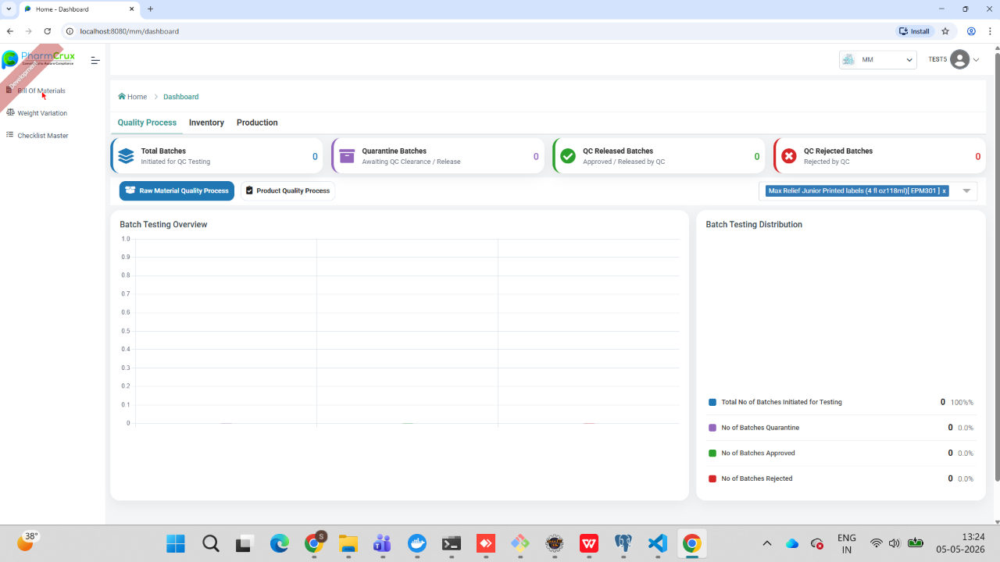 Home - Dashboard
localhost:8080/mm/dashboard
Install
PharmCrux
Development
MM
TEST5
Bill Of Materials
Weight Variation
Checklist Master
Home > Dashboard
Quality Process Inventory Production
Total Batches
Initiated for QC Testing
0
Quarantine Batches
Awaiting QC Clearance / Release
0
QC Released Batches
Approved / Released by QC
0
QC Rejected Batches
Rejected by QC
0
Raw Material Quality Process
Product Quality Process
Max Relief Junior Printed labels (4 fl oz118ml)[ EPM301 ] x
Batch Testing Overview
1.0
0.9
0.8
0.7
0.6
0.5
0.4
0.3
0.2
0.1
0
Batch Testing Distribution
Total No of Batches Initiated for Testing 0 100%%
No of Batches Quarantine 0 0.0%
No of Batches Approved 0 0.0%
No of Batches Rejected 0 0.0%
38°
S
ENG
IN
13:24
05-05-2026